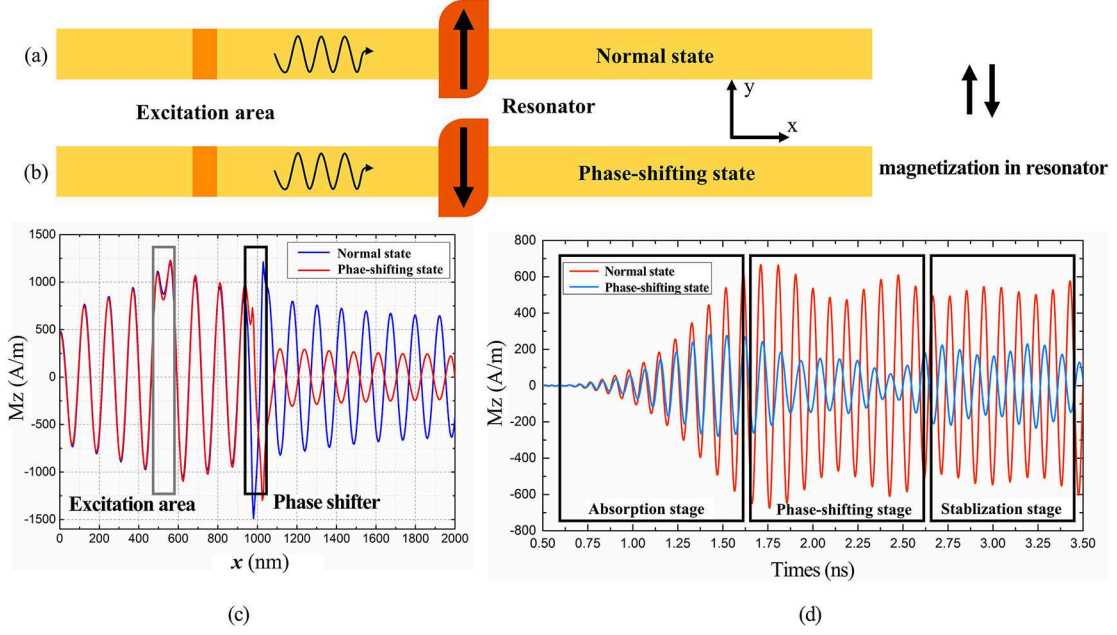 (a)
Normal state
Excitation area
Resonator
y
x
(b)
Phase-shifting state
magnetization in resonator
1500
1000
500
0
-500
-1000
-1500
Mz (A/m)
Normal state
Phae-shifting state
Excitation area
Phase shifter
0 200 400 600 800 1000 1200 1400 1600 1800 2000
x (nm)
(c)
800
600
400
200
0
-200
-400
-600
-800
Mz (A/m)
Normal state
Phase-shifting state
Absorption stage
Phase-shifting stage
Stablization stage
0.50 0.75 1.00 1.25 1.50 1.75 2.00 2.25 2.50 2.75 3.00 3.25 3.50
Times (ns)
(d)